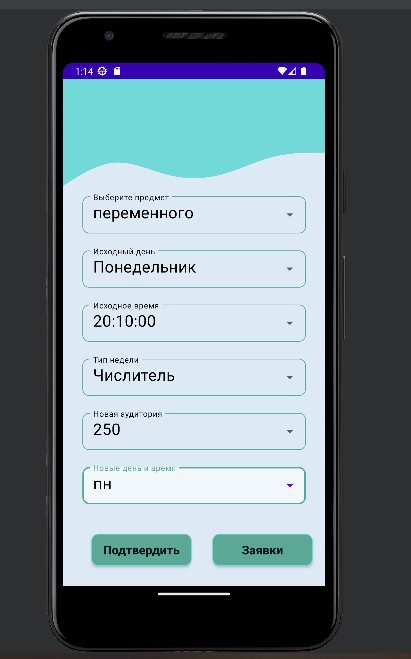 1:14
Выберите предмет
переменного
Исходный день
Понедельник
Исходное время
20:10:00
Тип недели
Числитель
Новая аудитория
250
Новые день и время
пн
Подтвердить Заявки